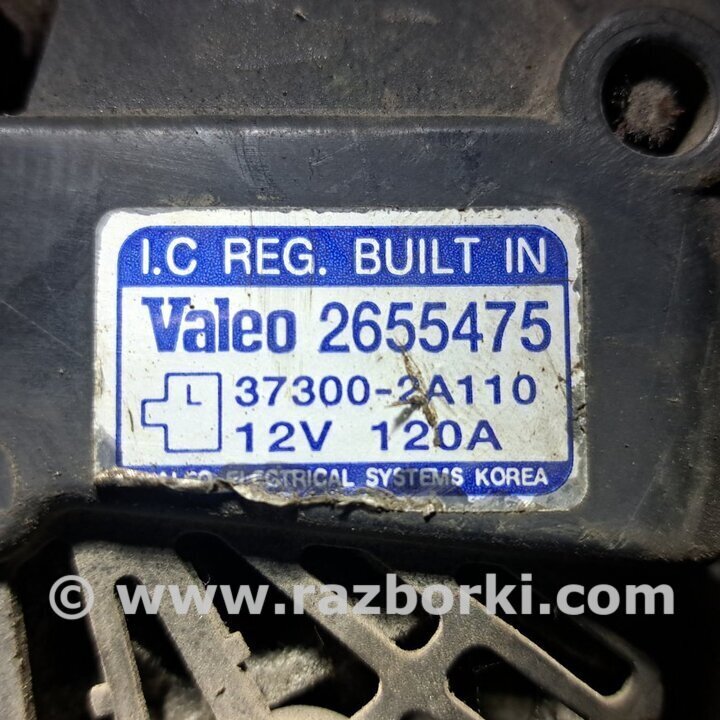 I.C REG. BUILT IN
Valeo 2655475
L 37300-2A110
12V 120A
ELECTRICAL SYSTEMS KOREA
© www.razborki.com